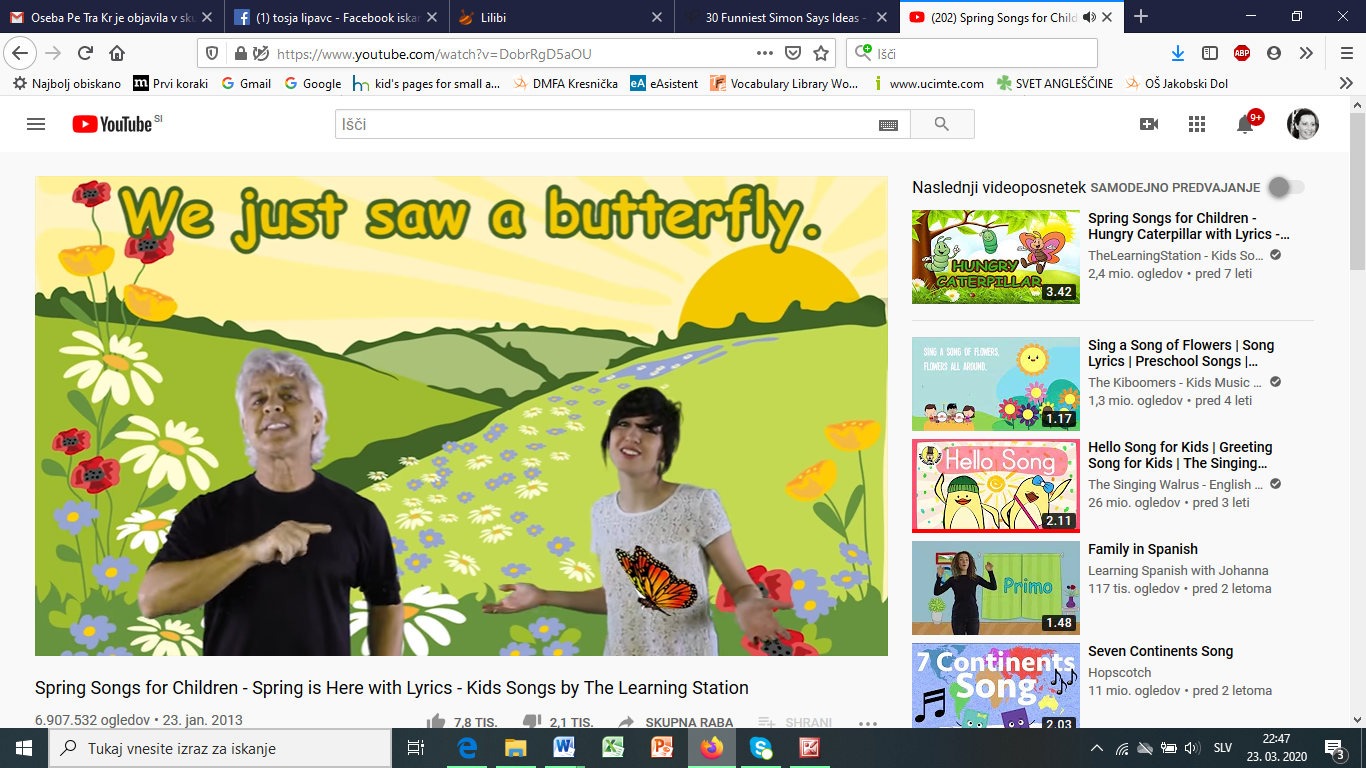 Oseba Pe Tra Kr je objavila v sku
(1) tosja lipavc - Facebook iska
Lilibi
30 Funniest Simon Says Ideas -
(202) Spring Songs for Child
https://www.youtube.com/watch?v=DobrRgD5aOU
Išči
Najbolj obiskano
Prvi koraki
Gmail
Google
kid's pages for small a...
DMFA Kresnička
eA eAsistent
Vocabulary Library Wo...
www.ucimte.com
SVET ANGLEŠČINE
OŠ Jakobski Dol
YouTube SI
Išči
9+
We just saw a butterfly.
Spring Songs for Children - Spring is Here with Lyrics - Kids Songs by The Learning Station
6.907.532 ogledov • 23. jan. 2013
7,8 TIS.
2,1 TIS.
SKUPNA RABA
SHRANI
Naslednji videoposnetek
SAMODEJNO PREDVAJANJE
HUNGRY
CATERPILLAR
3.42
Spring Songs for Children -
Hungry Caterpillar with Lyrics -...
TheLearningStation - Kids So...
2,4 mio. ogledov • pred 7 leti
SING A SONG OF FLOWERS,
FLOWERS ALL AROUND.
1.17
Sing a Song of Flowers | Song
Lyrics | Preschool Songs |...
The Kiboomers - Kids Music ...
1,3 mio. ogledov • pred 4 leti
Hello Song
2.11
Hello Song for Kids | Greeting
Song for Kids | The Singing...
The Singing Walrus - English ...
26 mio. ogledov • pred 3 leti
Primo
1.48
Family in Spanish
Learning Spanish with Johanna
117 tis. ogledov • pred 2 letoma
7 Continents
Song
2.03
Seven Continents Song
Hopscotch
11 mio. ogledov • pred 2 letoma
Tukaj vnesite izraz za iskanje
SLV
22:47
23. 03. 2020
3